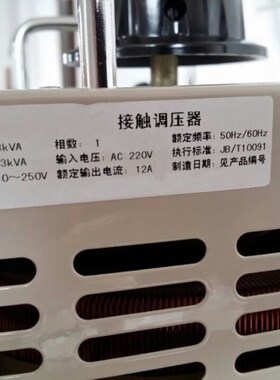 接触调压器
3kVA 相数：1 额定频率：50Hz/60Hz
3kVA 输入电压：AC 220V 执行标准：JB/T10091
0～250V 额定输出电流：12A 制造日期：见产品编号